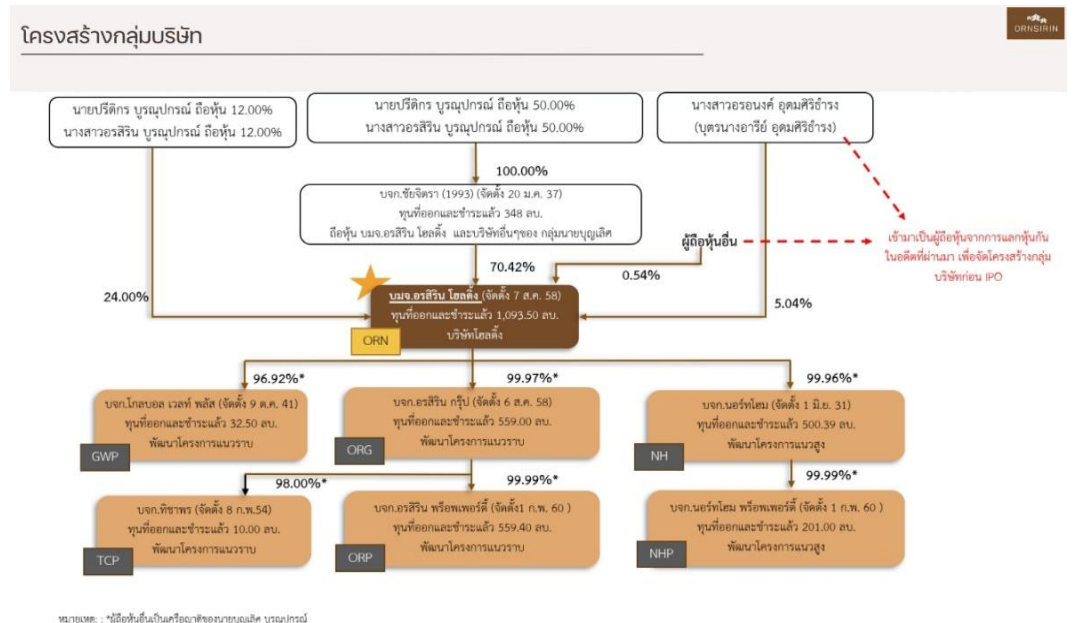 โครงสร้างกลุ่มบริษัท
ORNSIRIN
นายปรีติกร บูรณุปกรณ์ ถือหุ้น 12.00%
นางสาวอรสิริน บูรณุปกรณ์ ถือหุ้น 12.00%
นายปรีติกร บูรณุปกรณ์ ถือหุ้น 50.00%
นางสาวอรสิริน บูรณุปกรณ์ ถือหุ้น 50.00%
นางสาวอรอนงค์ อุดมศิริธำรง
(บุตรนางอารีย์ อุดมศิริธำรง)
100.00%
บจก.ชัยจิตรา (1993) (จัดตั้ง 20 ม.ค. 37)
ทุนที่ออกและชำระแล้ว 348 ลบ.
ถือหุ้น บมจ.อรสิริน โฮลดิ้ง และบริษัทอื่นๆของ กลุ่มนายบุญเลิศ
ผู้ถือหุ้นอื่น
เข้ามาเป็นผู้ถือหุ้นจากการแลกหุ้นกัน
ในอดีตที่ผ่านมา เพื่อจัดโครงสร้างกลุ่ม
บริษัทก่อน IPO
24.00%
70.42%
0.54%
5.04%
บมจ.อรสิริน โฮลดิ้ง (จัดตั้ง 7 ส.ค. 58)
ทุนที่ออกและชำระแล้ว 1,093.50 ลบ.
บริษัทโฮลดิ้ง
ORN
96.92%*
99.97%*
99.96%*
บจก.โกลบอล เวลท์ พลัส (จัดตั้ง 9 ต.ค. 41)
ทุนที่ออกและชำระแล้ว 32.50 ลบ.
พัฒนาโครงการแนวราบ
GWP
บจก.อรสิริน กรุ๊ป (จัดตั้ง 6 ส.ค. 58)
ทุนที่ออกและชำระแล้ว 559.00 ลบ.
พัฒนาโครงการแนวราบ
ORG
บจก.นอร์ทโฮม (จัดตั้ง 1 มิ.ย. 31)
ทุนที่ออกและชำระแล้ว 500.39 ลบ.
พัฒนาโครงการแนวสูง
NH
98.00%*
99.99%*
99.99%*
บจก.ทิชาพร (จัดตั้ง 8 ก.พ.54)
ทุนที่ออกและชำระแล้ว 10.00 ลบ.
พัฒนาโครงการแนวราบ
TCP
บจก.อรสิริน พร็อพเพอร์ตี้ (จัดตั้ง1 ก.พ. 60 )
ทุนที่ออกและชำระแล้ว 559.40 ลบ.
พัฒนาโครงการแนวราบ
ORP
บจก.นอร์ทโฮม พร็อพเพอร์ตี้ (จัดตั้ง 1 ก.พ. 60 )
ทุนที่ออกและชำระแล้ว 201.00 ลบ.
พัฒนาโครงการแนวสูง
NHP
หมายเหตุ: : *ผู้ถือหุ้นอื่นเป็นเครือญาติของนายบุญเลิศ บูรณุปกรณ์